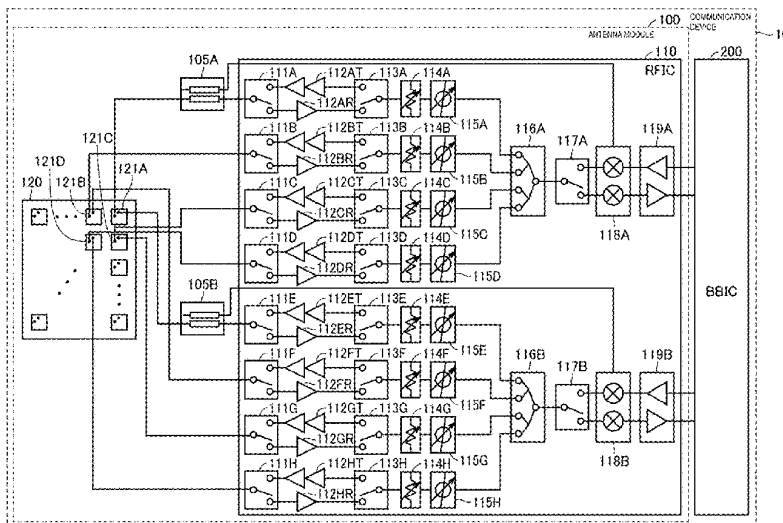 100 COMMUNICATION DEVICE
ANTENNA MODULE 10
105A 110 200
111A 112AT 113A 114A RFIC
112AR 115A
121C 111B 112BT 113B 114B 116A 117A 119A
121D 121B 121A 112BR 115B
120 111C 112CT 113C 114C
112CR 115C 118A
111D 112DT 113D 114D
112DR 115D
BBIC
105B 111E 112ET 113E 114E
112ER 115E
111F 112FT 113F 114F 116B 117B 119B
112FR 115F
111G 112GT 113G 114G
112GR 115G 118B
111H 112HT 113H 114H
112HR 115H